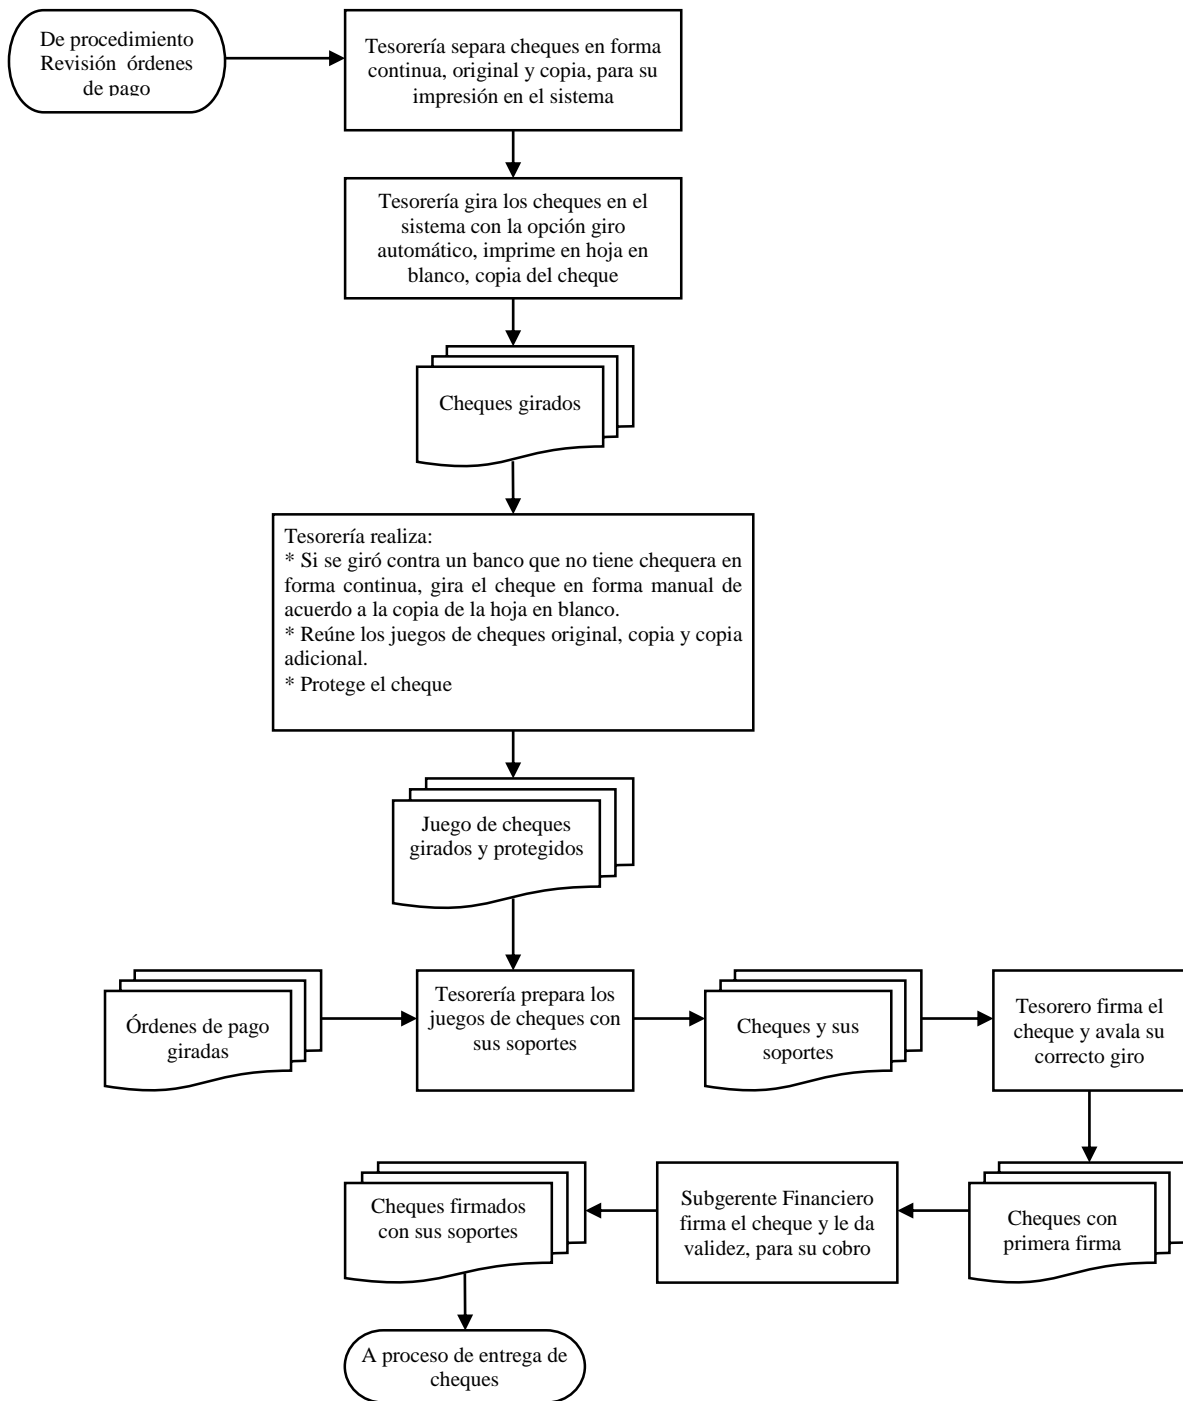 De procedimiento
Revisión órdenes
de pago
Tesorería separa cheques en forma
continua, original y copia, para su
impresión en el sistema
Tesorería gira los cheques en el
sistema con la opción giro
automático, imprime en hoja en
blanco, copia del cheque
Cheques girados
Tesorería realiza:
* Si se giró contra un banco que no tiene chequera en
forma continua, gira el cheque en forma manual de
acuerdo a la copia de la hoja en blanco.
* Reúne los juegos de cheques original, copia y copia
adicional.
* Protege el cheque
Juego de cheques
girados y protegidos
Órdenes de pago
giradas
Tesorería prepara los
juegos de cheques con
sus soportes
Cheques y sus
soportes
Tesorero firma el
cheque y avala su
correcto giro
Cheques con
primera firma
Subgerente Financiero
firma el cheque y le da
validez, para su cobro
Cheques firmados
con sus soportes
A proceso de entrega de
cheques